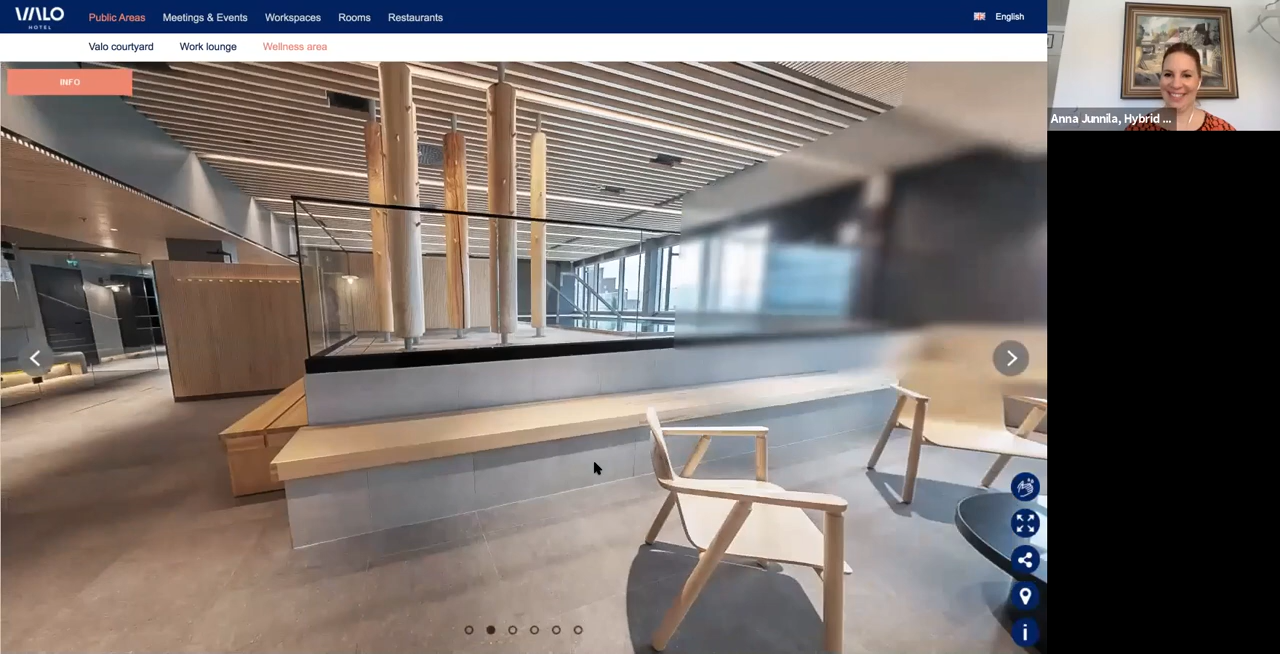 VALO
HOTEL
Public Areas
Meetings & Events
Workspaces
Rooms
Restaurants
English
Valo courtyard
Work lounge
Wellness area
INFO
Anna Junnila, Hybrid ...
i